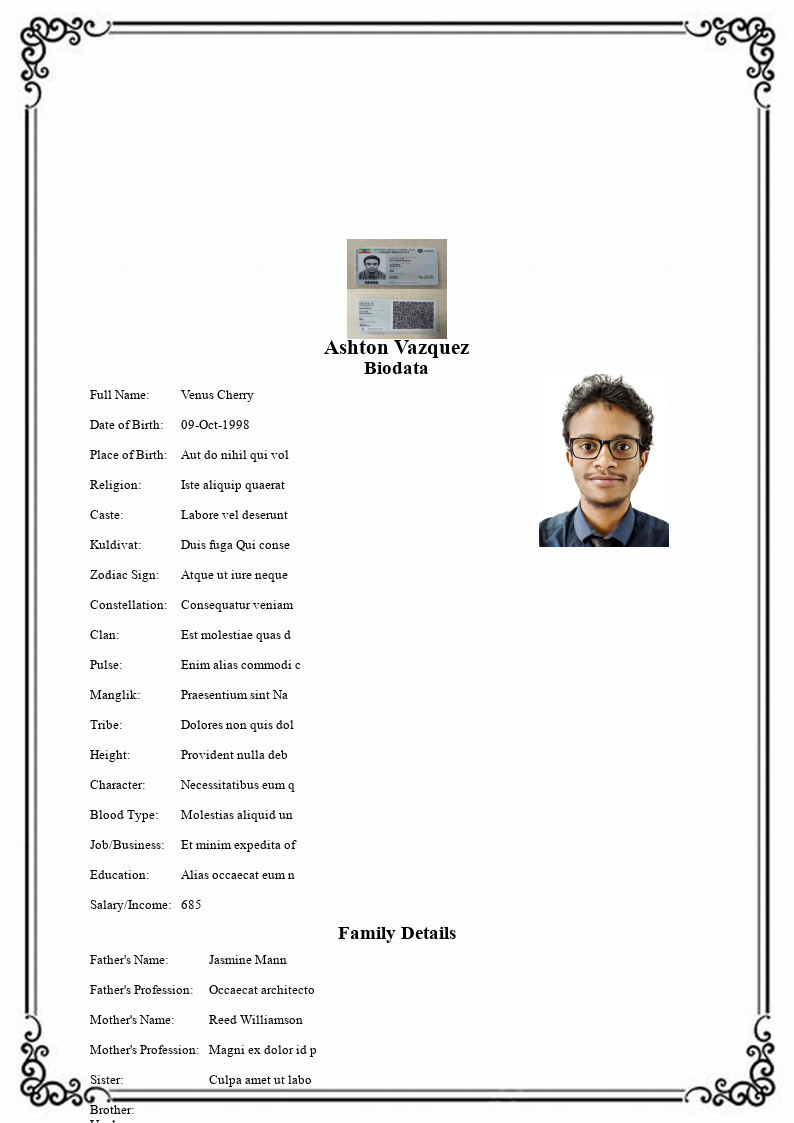 Ashton Vazquez
Biodata
Full Name: Venus Cherry
Date of Birth: 09-Oct-1998
Place of Birth: Aut do nihil qui vol
Religion: Iste aliquip quaerat
Caste: Labore vel deserunt
Kuldivat: Duis fuga Qui conse
Zodiac Sign: Atque ut iure neque
Constellation: Consequatur veniam
Clan: Est molestiae quas d
Pulse: Enim alias commodi c
Manglik: Praesentium sint Na
Tribe: Dolores non quis dol
Height: Provident nulla deb
Character: Necessitatibus eum q
Blood Type: Molestias aliquid un
Job/Business: Et minim expedita of
Education: Alias occaecat eum n
Salary/Income: 685
Family Details
Father's Name: Jasmine Mann
Father's Profession: Occaecat architecto
Mother's Name: Reed Williamson
Mother's Profession: Magni ex dolor id p
Sister: Culpa amet ut labo
Brother: